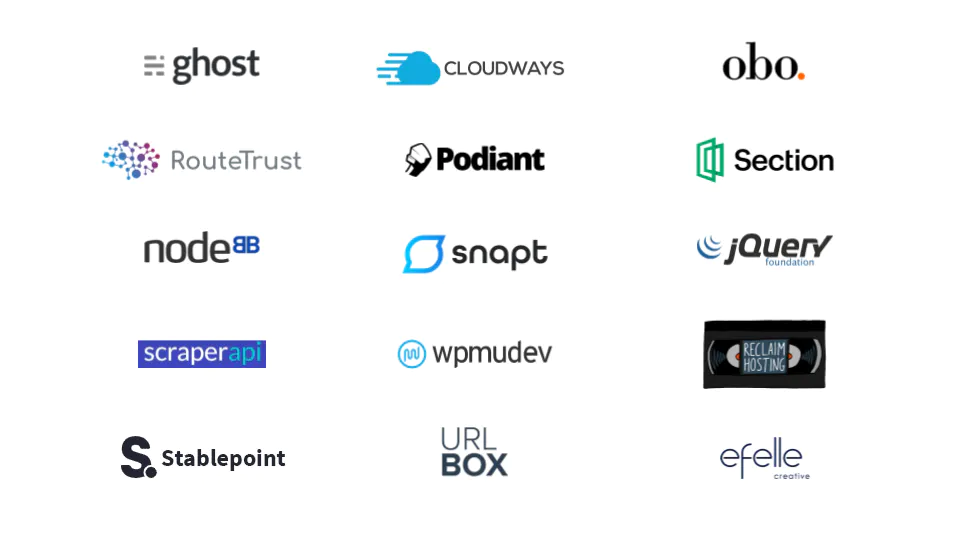 ghost
CLOUDWAYS
obo.
RouteTrust
Podiant
Section
nodeBB
snapt
jQuery
foundation
scraperapi
wpmudev
RECLAIM
HOSTING
S.
Stablepoint
URL
BOX
efelle
creative